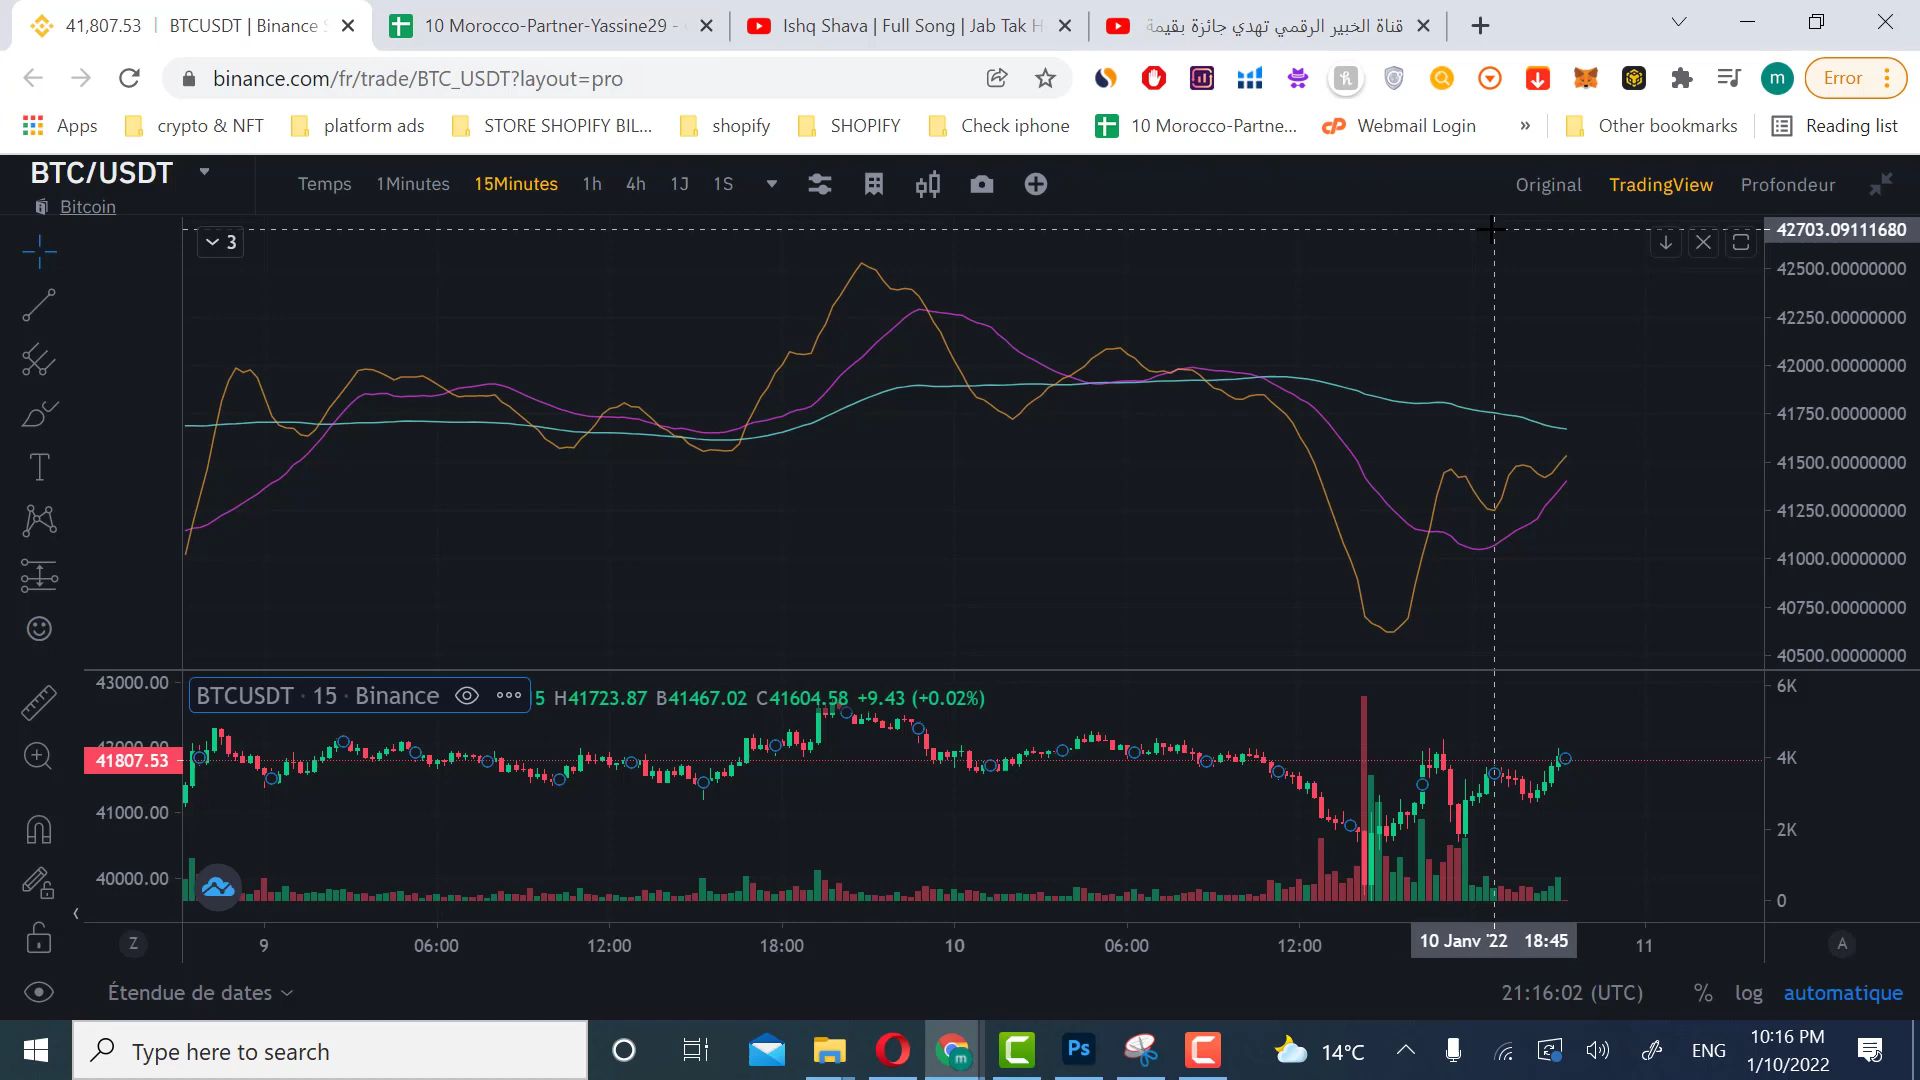 41,807.53 | BTCUSDT | Binance S
10 Morocco-Partner-Yassine29 -
Ishq Shava | Full Song | Jab Tak H
قناة الخبير الرقمي تهدي جائزة بقيمة
binance.com/fr/trade/BTC_USDT?layout=pro
m
Error
Apps
crypto & NFT
platform ads
STORE SHOPIFY BIL...
shopify
SHOPIFY
Check iphone
10 Morocco-Partne...
Webmail Login
»
Other bookmarks
Reading list
BTC/USDT
Bitcoin
Temps 1Minutes 15Minutes 1h 4h 1J 1S
Original TradingView Profondeur
3
42703.09111680
42500.00000000
42250.00000000
42000.00000000
41750.00000000
41500.00000000
41250.00000000
41000.00000000
40750.00000000
40500.00000000
BTCUSDT · 15 · Binance
5 H41723.87 B41467.02 C41604.58 +9.43 (+0.02%)
43000.00
41807.53
41000.00
40000.00
6K
4K
2K
0
Z 9 06:00 12:00 18:00 10 06:00 12:00 10 Janv '22 18:45 11 A
Étendue de dates
21:16:02 (UTC) % log automatique
Type here to search
Ps
14°C
ENG
10:16 PM
1/10/2022